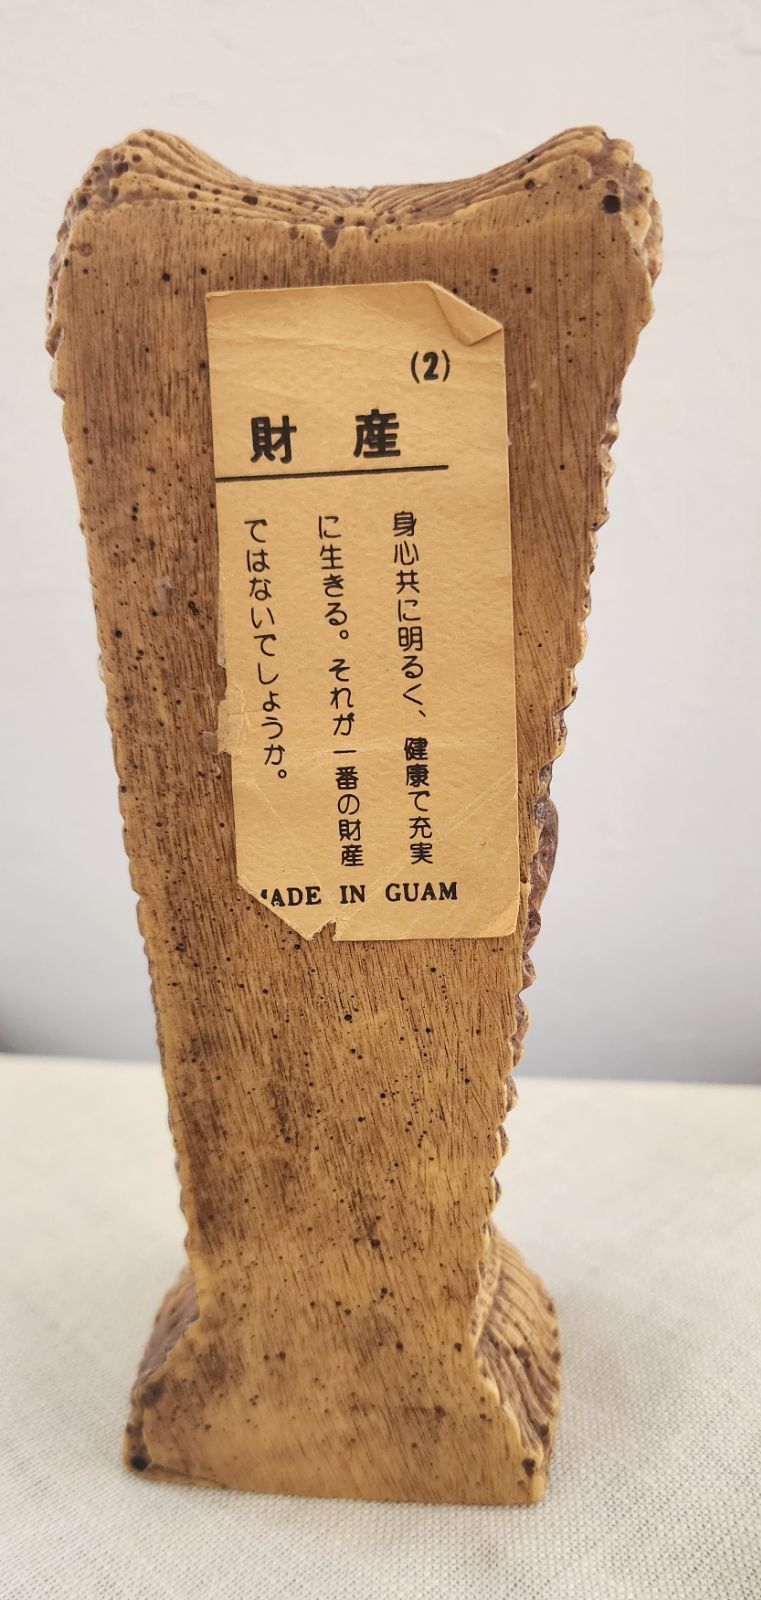 (2)
財産
身心共に明るく、健康で充実
に生きる。それが一番の財産
ではないでしょうか。
MADE IN GUAM